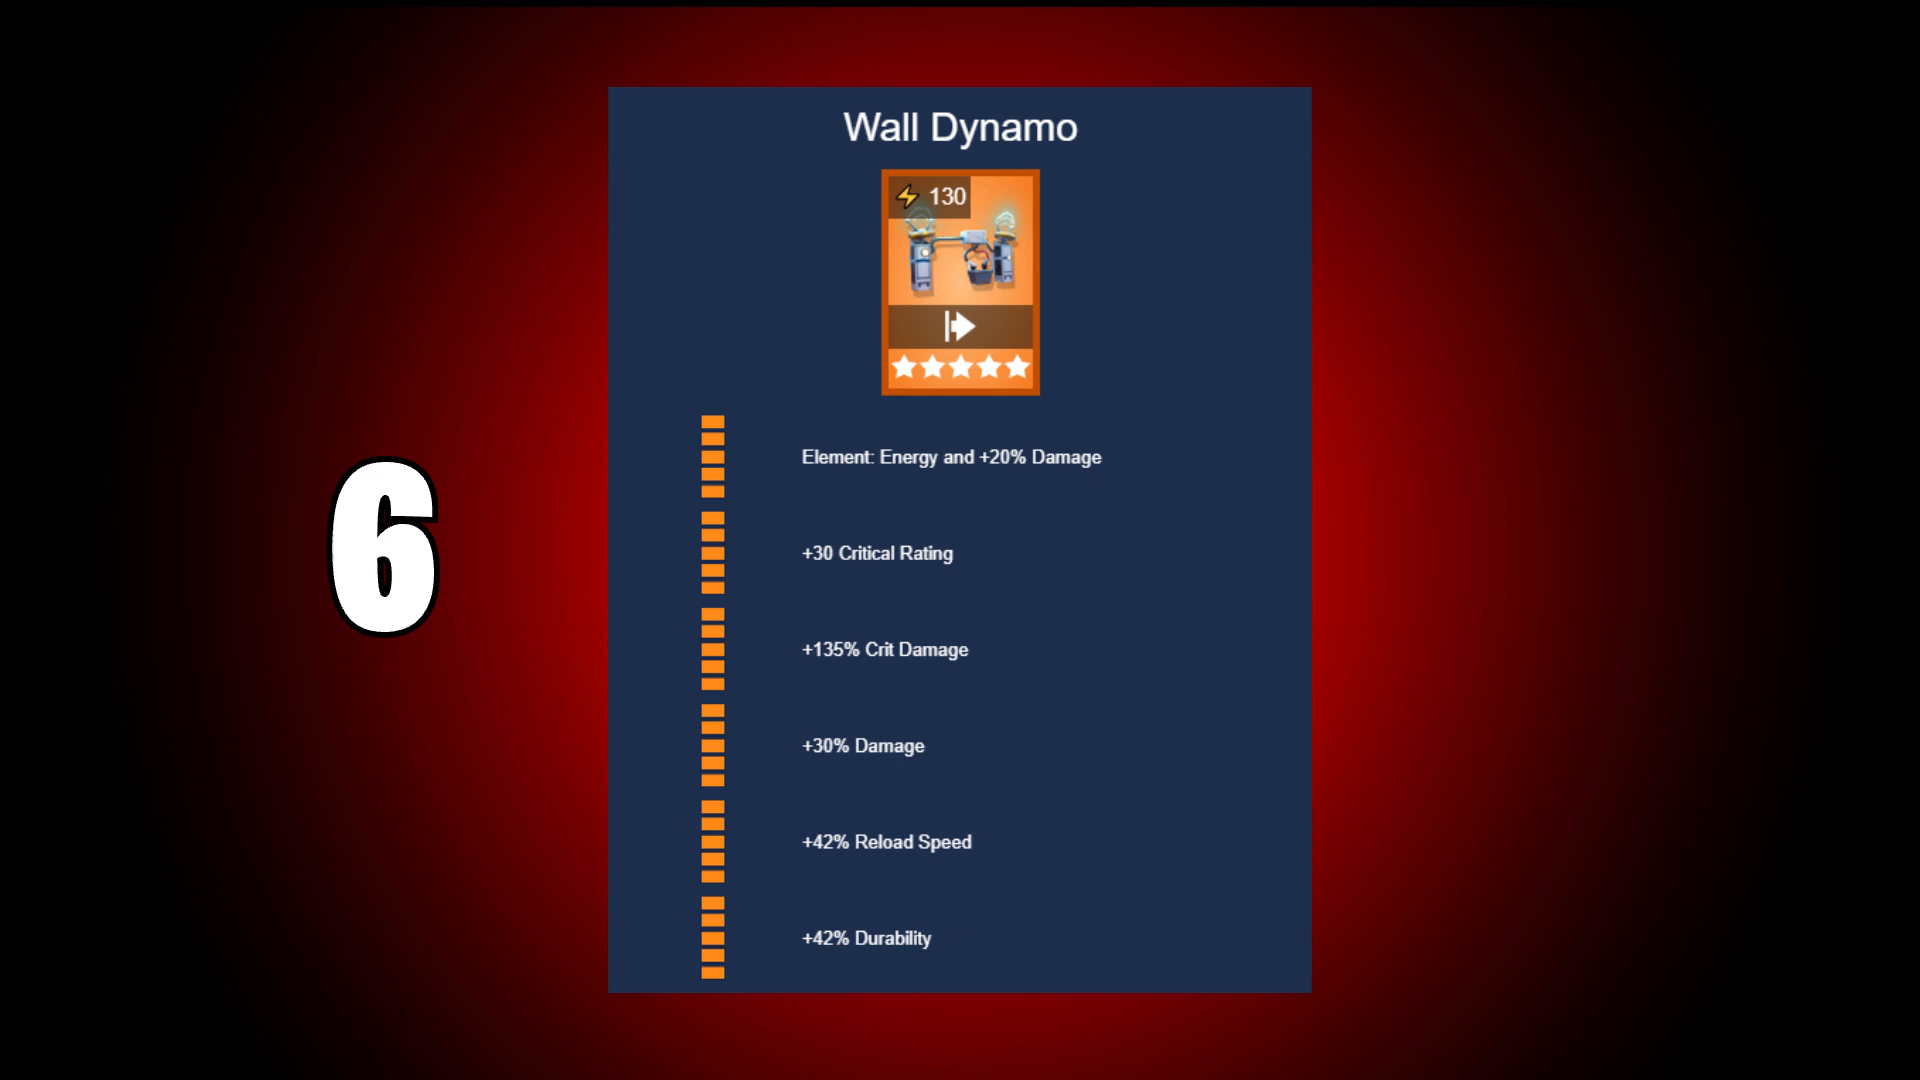 Wall Dynamo
130
6
Element: Energy and +20% Damage
+30 Critical Rating
+135% Crit Damage
+30% Damage
+42% Reload Speed
+42% Durability